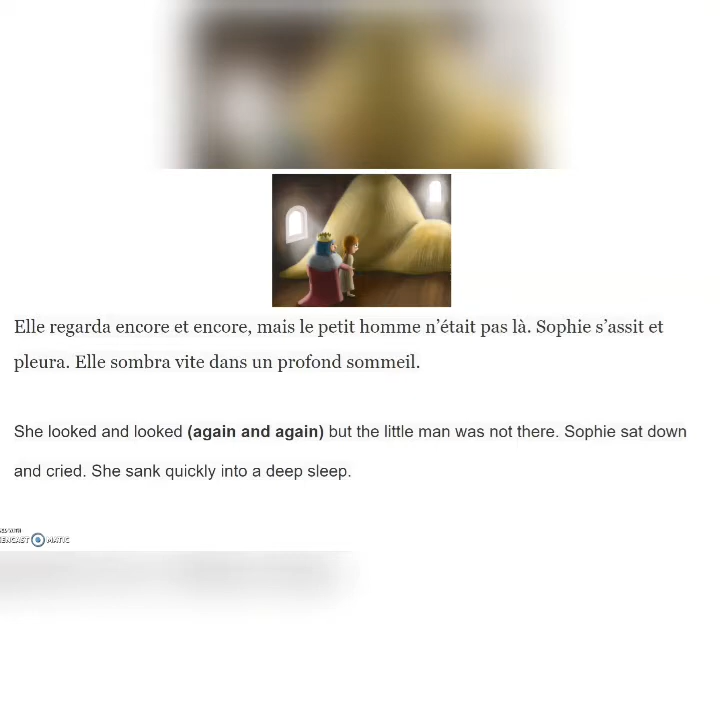 Elle regarda encore et encore, mais le petit homme n’était pas là. Sophie s’assit et
pleura. Elle sombra vite dans un profond sommeil.
She looked and looked (again and again) but the little man was not there. Sophie sat down
and cried. She sank quickly into a deep sleep.
MATIC